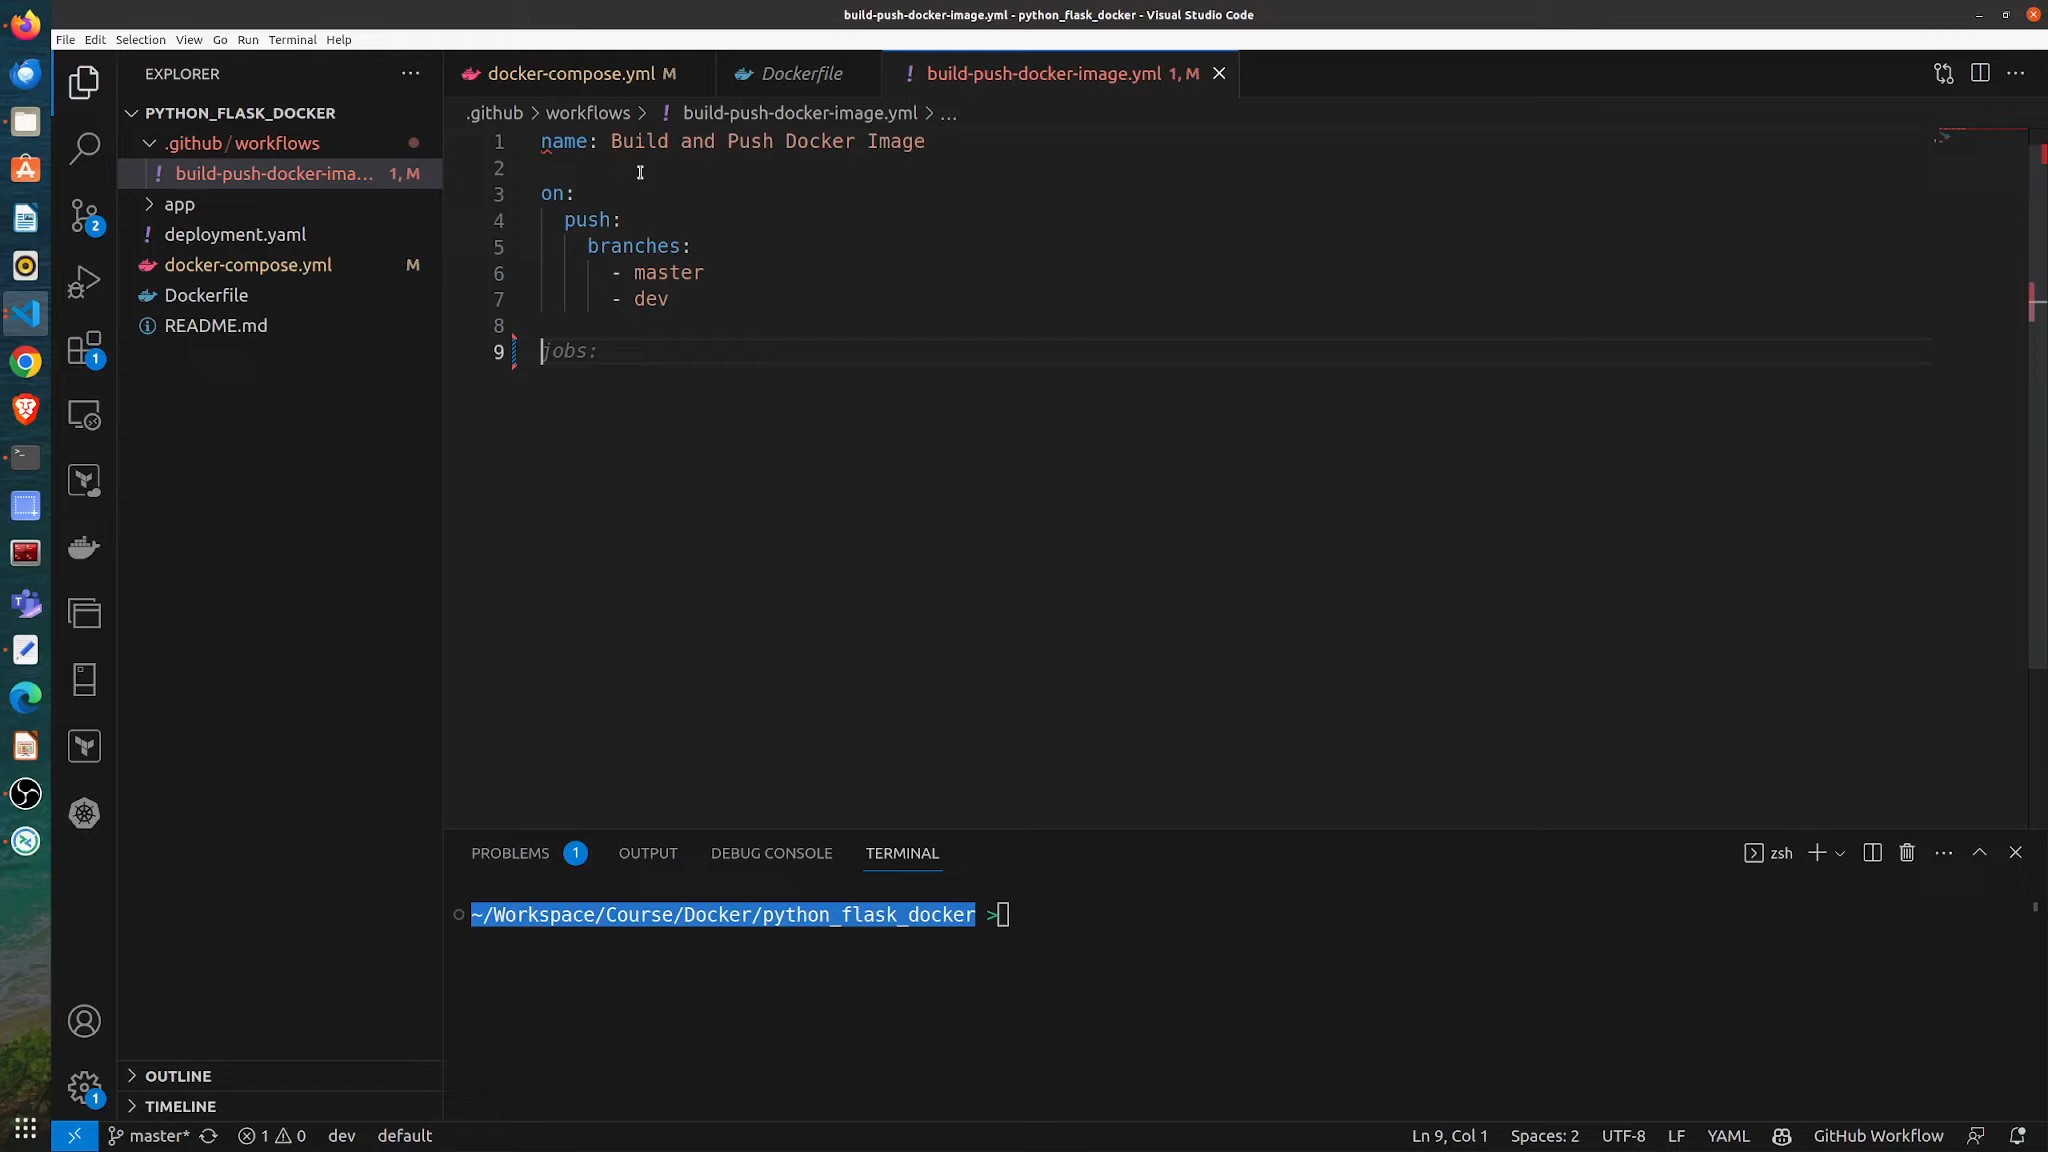 build-push-docker-image.yml - python_flask_docker - Visual Studio Code
File Edit Selection View Go Run Terminal Help
EXPLORER
PYTHON_FLASK_DOCKER
.github / workflows
! build-push-docker-ima... 1, M
app
! deployment.yaml
docker-compose.yml M
Dockerfile
README.md
OUTLINE
TIMELINE
2
1
1
docker-compose.yml M
Dockerfile
! build-push-docker-image.yml 1, M
.github > workflows > ! build-push-docker-image.yml > ...
1 name: Build and Push Docker Image
2
3 on:
4 push:
5 branches:
6 - master
7 - dev
8
9 jobs:
PROBLEMS 1 OUTPUT DEBUG CONSOLE TERMINAL
zsh
~/Workspace/Course/Docker/python_flask_docker >
master* 1 0 dev default
Ln 9, Col 1 Spaces: 2 UTF-8 LF YAML GitHub Workflow